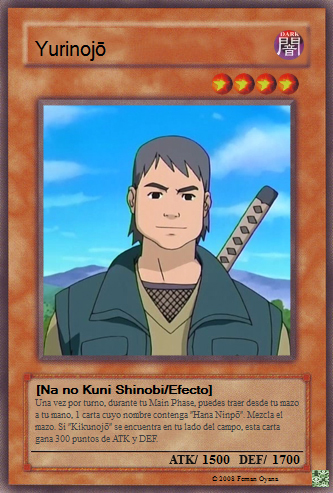 Yurinojō
DARK
闇
[Na no Kuni Shinobi/Efecto]
Una vez por turno, durante tu Main Phase, puedes traer desde tu mazo
a tu mano, 1 carta cuyo nombre contenga "Hana Ninpō". Mezcla el
mazo. Si "Kikunojō" se encuentra en tu lado del campo, esta carta
gana 300 puntos de ATK y DEF.
ATK/ 1500 DEF/ 1700
© 2008 Fernan Oyana